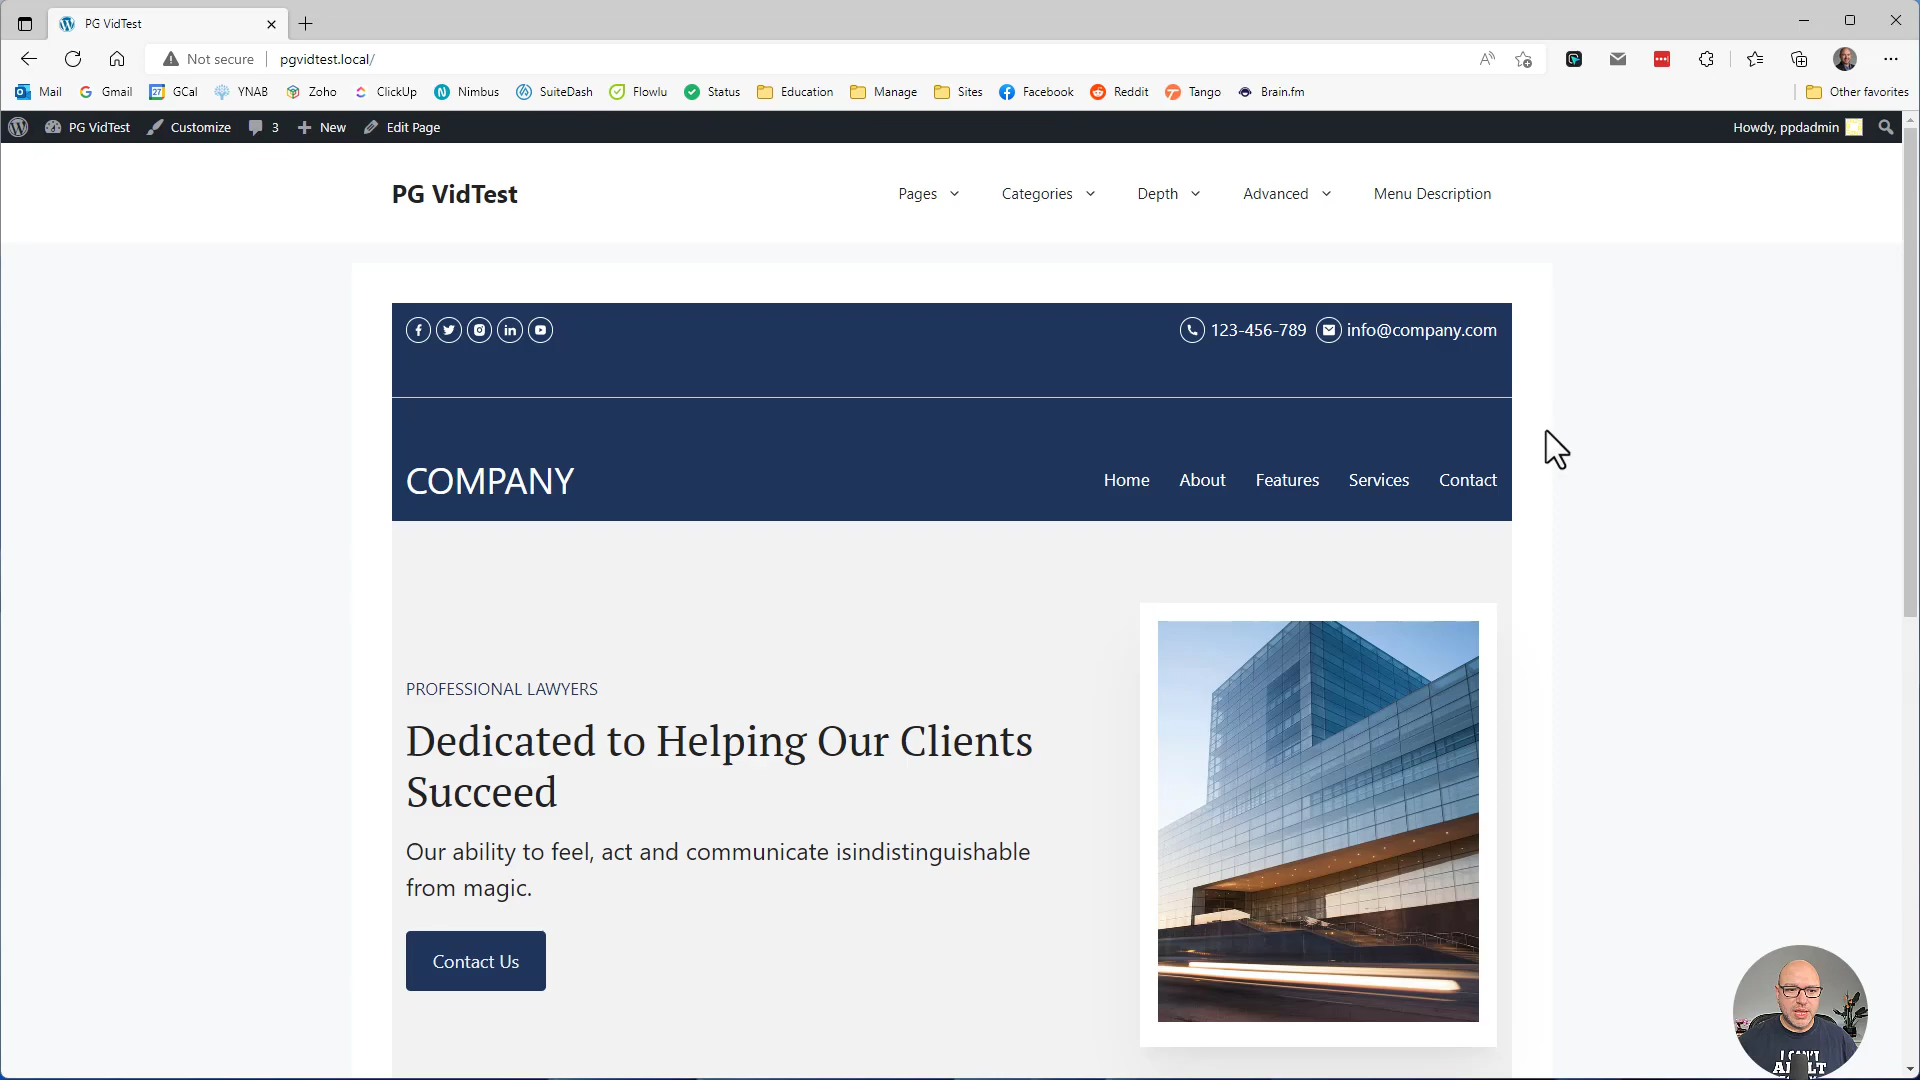 PG VidTest
Not secure pgvidtest.local/
Mail Gmail GCal YNAB Zoho ClickUp Nimbus SuiteDash Flowlu Status Education Manage Sites Facebook Reddit Tango Brain.fm Other favorites
PG VidTest Customize 3 New Edit Page Howdy, ppdadmin
PG VidTest Pages Categories Depth Advanced Menu Description
123-456-789 info@company.com
COMPANY Home About Features Services Contact
PROFESSIONAL LAWYERS
Dedicated to Helping Our Clients
Succeed
Our ability to feel, act and communicate isindistinguishable
from magic.
Contact Us
I CAN'T